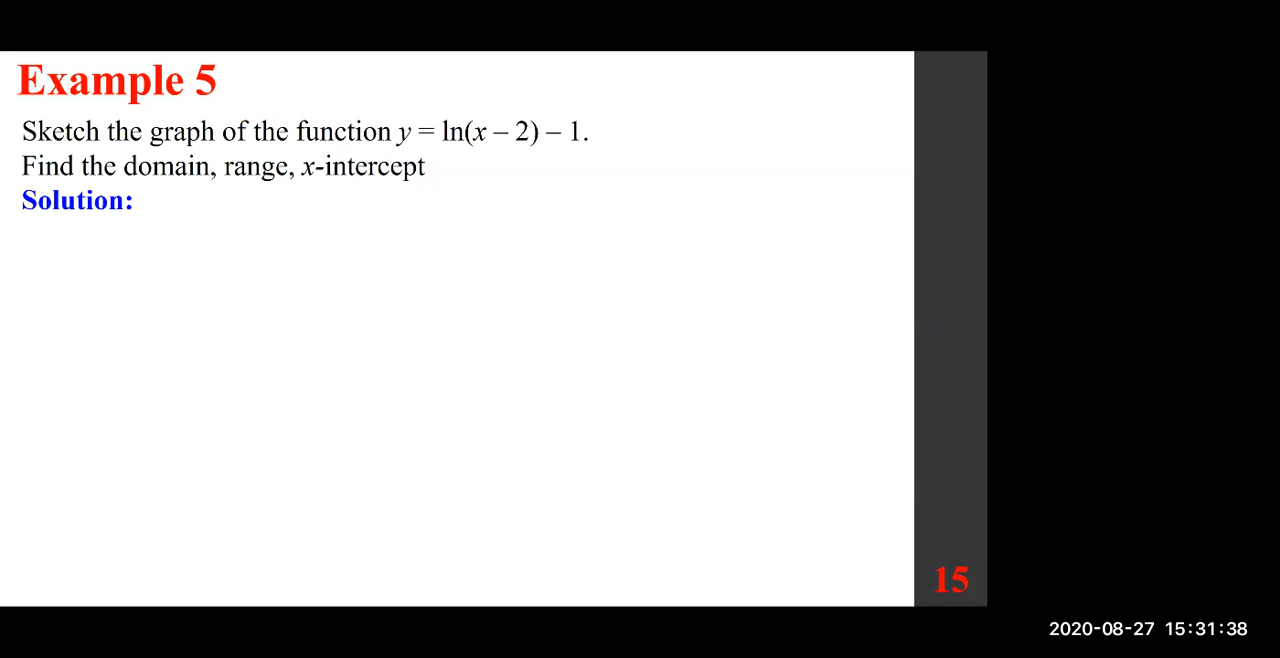 Example 5
Sketch the graph of the function y = ln(x – 2) – 1.
Find the domain, range, x-intercept
Solution:
15
2020-08-27 15:31:38